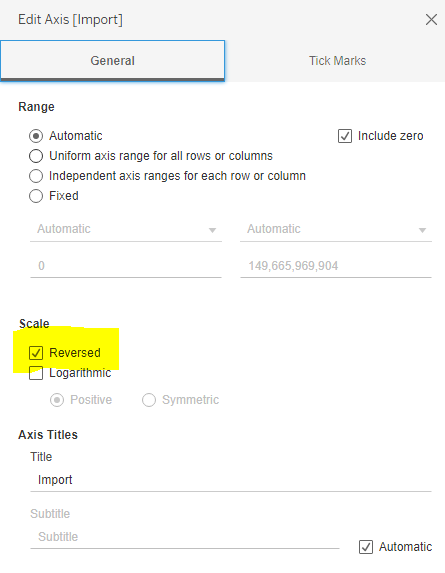 Edit Axis [Import]
General
Tick Marks
Range
Automatic
Include zero
Uniform axis range for all rows or columns
Independent axis ranges for each row or column
Fixed
Automatic
Automatic
0
149,665,969,904
Scale
Reversed
Logarithmic
Positive
Symmetric
Axis Titles
Title
Import
Subtitle
Subtitle
Automatic